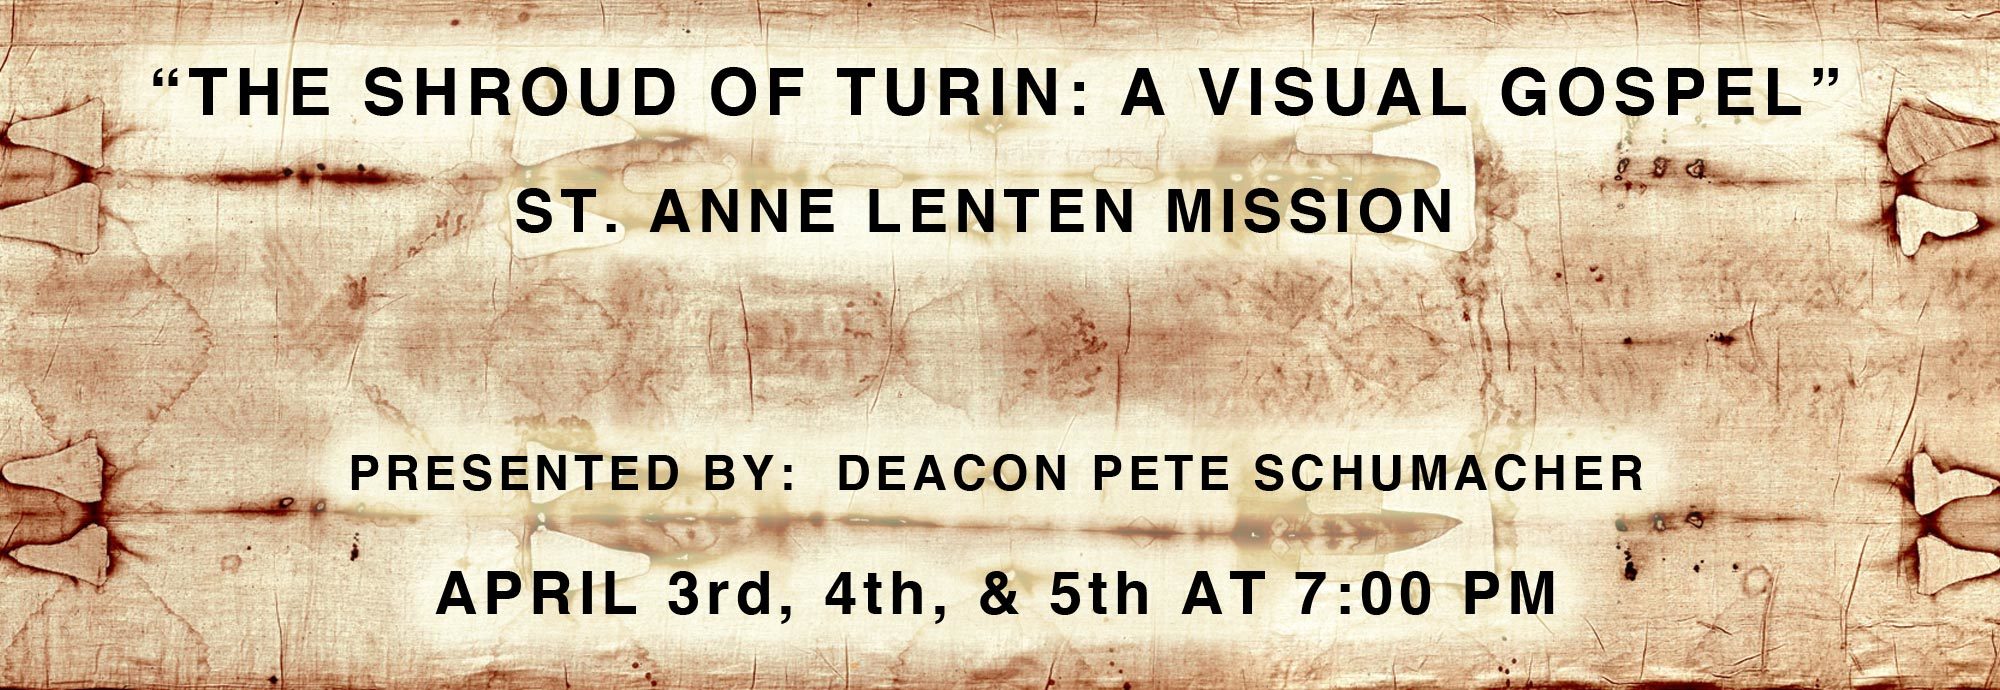 “THE SHROUD OF TURIN: A VISUAL GOSPEL”
ST. ANNE LENTEN MISSION
PRESENTED BY: DEACON PETE SCHUMACHER
APRIL 3rd, 4th, & 5th AT 7:00 PM